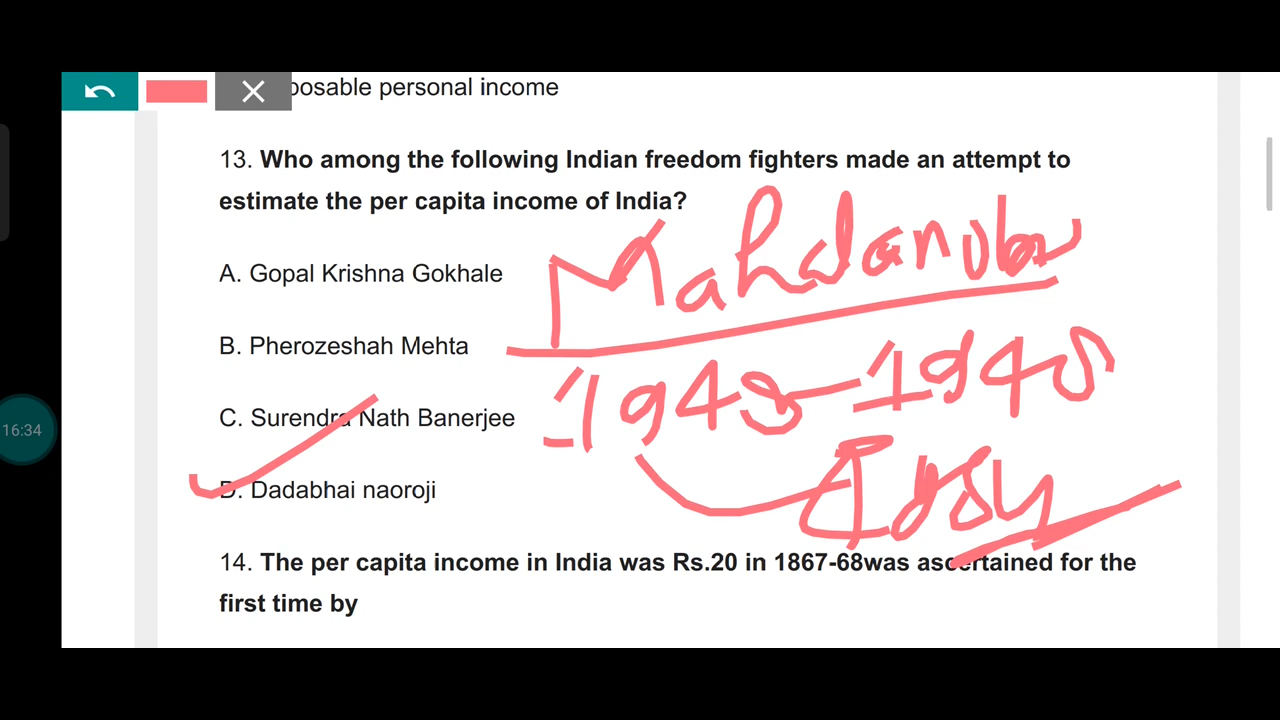 posable personal income
13. Who among the following Indian freedom fighters made an attempt to
estimate the per capita income of India?
A. Gopal Krishna Gokhale
B. Pherozeshah Mehta
C. Surendra Nath Banerjee
D. Dadabhai naoroji
16:34
14. The per capita income in India was Rs.20 in 1867-68was ascertained for the
first time by